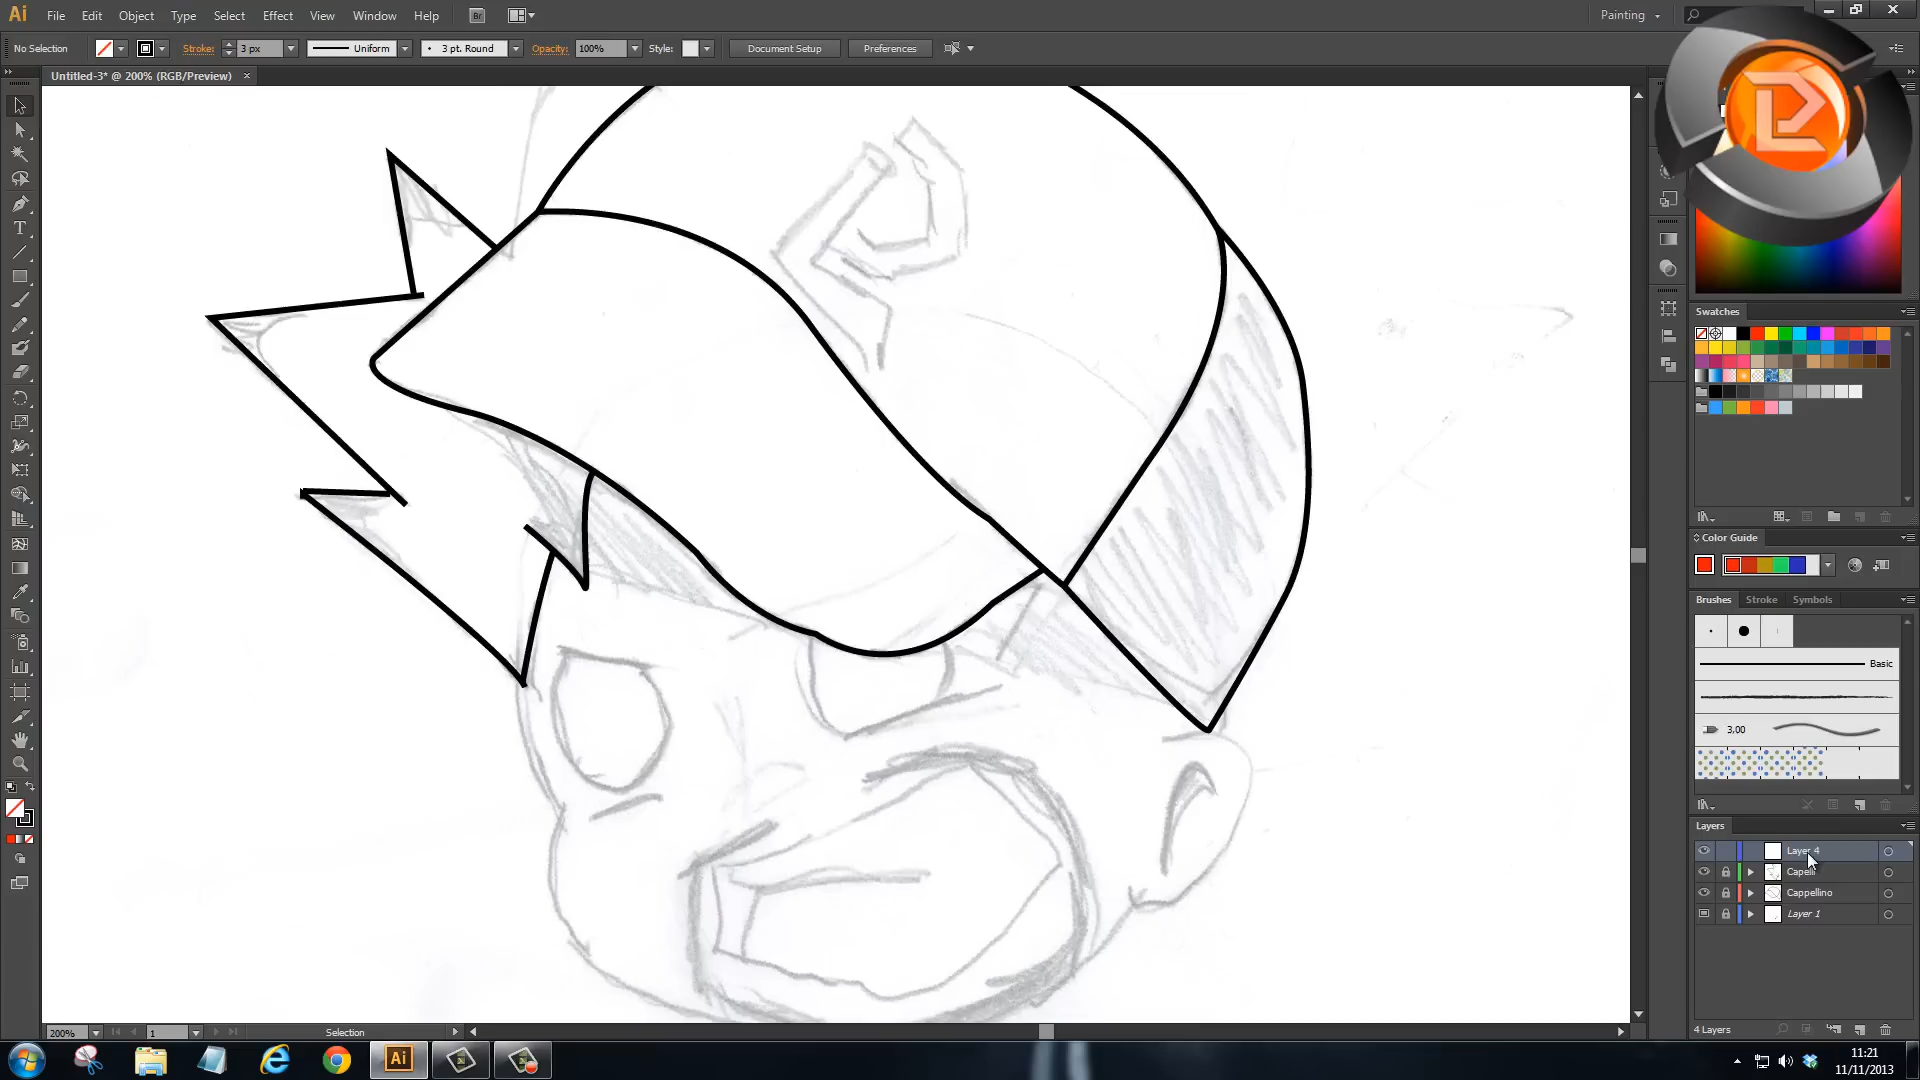 Ai File Edit Object Type Select Effect View Window Help Br Painting
No Selection Stroke: 3 px Uniform 3 pt. Round Opacity: 100% Style: Document Setup Preferences
Untitled-3* @ 200% (RGB/Preview)
Swatches
Color Guide
Brushes Stroke Symbols
Basic
3,00
Layers
Layer 4
Capelli
Cappellino
Layer 1
4 Layers
200% 1 Selection
Ai
11:21
11/11/2013